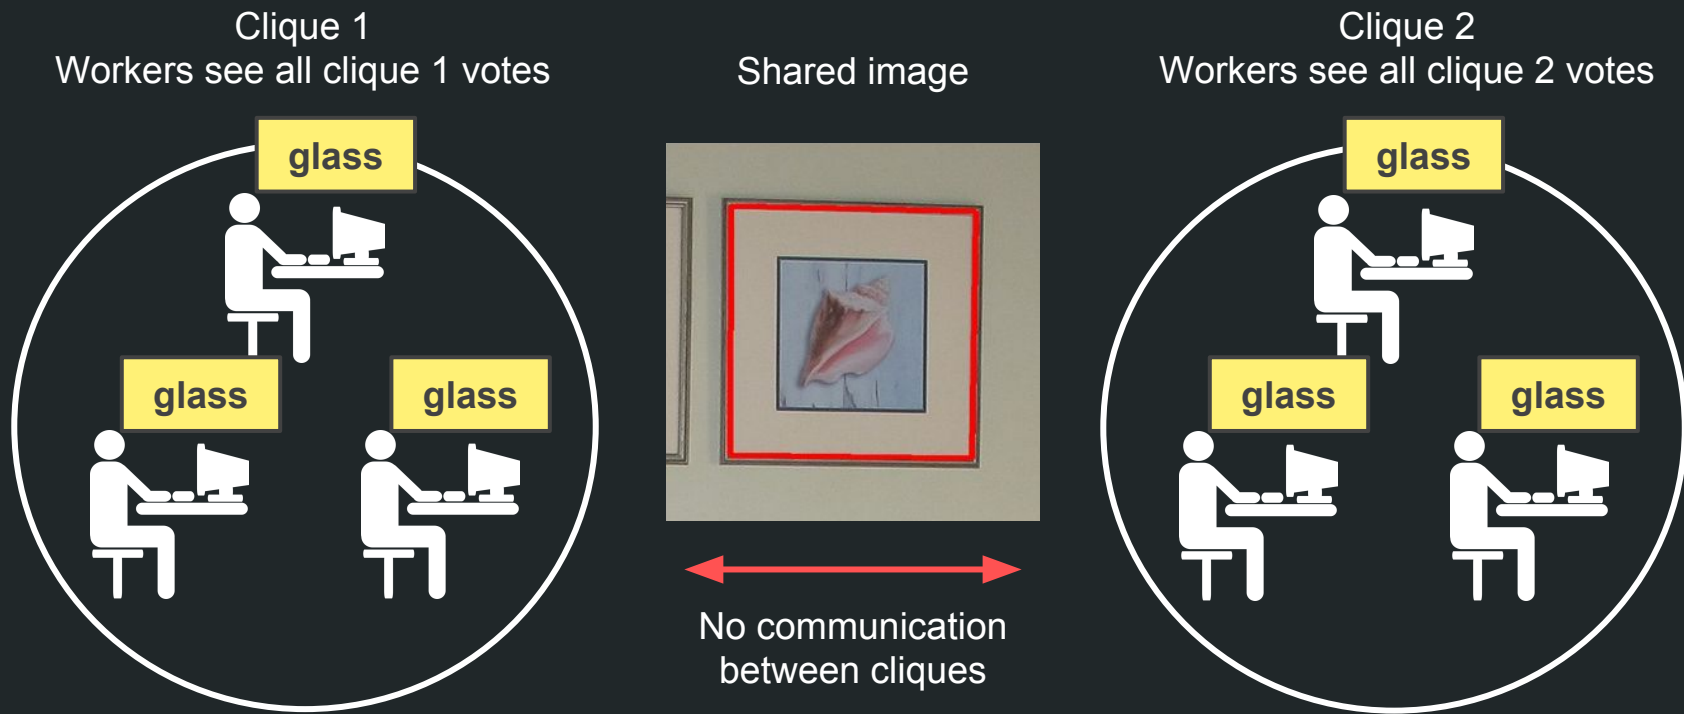 Clique 1
Workers see all clique 1 votes
glass
glass
glass
Shared image
No communication
between cliques
Clique 2
Workers see all clique 2 votes
glass
glass
glass